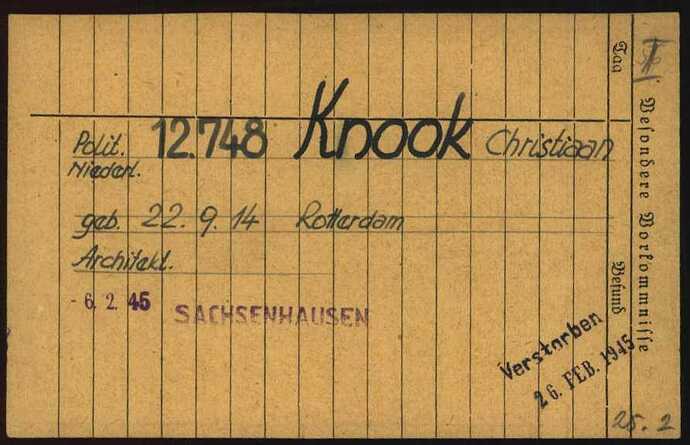 Polit. 12.748 Knook Christiaan
Niederl.
geb. 22. 9. 14 Rotterdam
Architekt.
- 6. 2. 45 SACHSENHAUSEN
Verstorben
26. FEB. 1945
25. 2
Tag Befund
Besondere Vorkommnisse